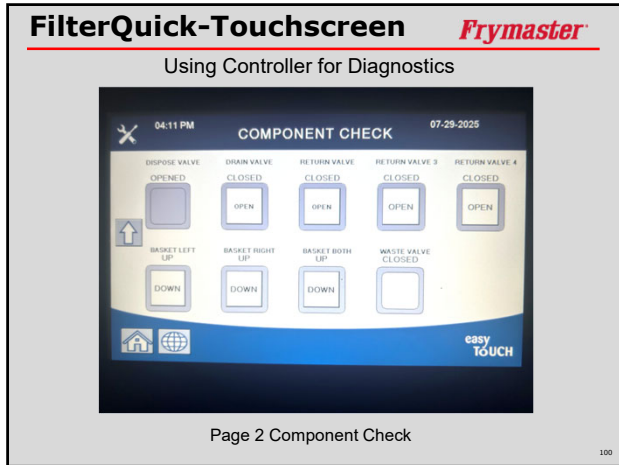 FilterQuick-Touchscreen Frymaster
Using Controller for Diagnostics
04:11 PM COMPONENT CHECK 07-29-2025
DISPOSE VALVE DRAIN VALVE RETURN VALVE RETURN VALVE 3 RETURN VALVE 4
OPENED CLOSED CLOSED CLOSED CLOSED
OPEN OPEN OPEN OPEN
BASKET LEFT BASKET RIGHT BASKET BOTH WASTE VALVE
UP UP UP CLOSED
DOWN DOWN DOWN
easy
TOUCH
Page 2 Component Check
100